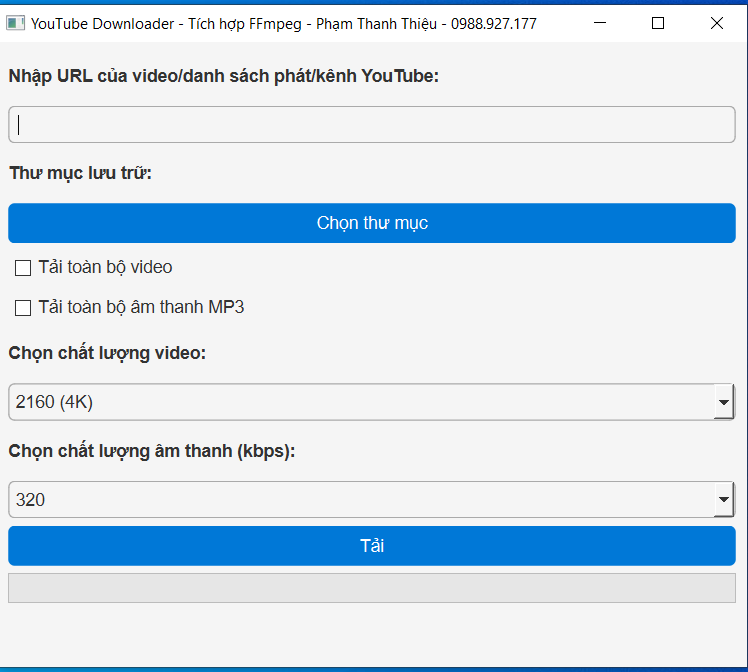 YouTube Downloader - Tích hợp FFmpeg - Phạm Thanh Thiệu - 0988.927.177
Nhập URL của video/danh sách phát/kênh YouTube:
Thư mục lưu trữ:
Chọn thư mục
Tải toàn bộ video
Tải toàn bộ âm thanh MP3
Chọn chất lượng video:
2160 (4K)
Chọn chất lượng âm thanh (kbps):
320
Tải